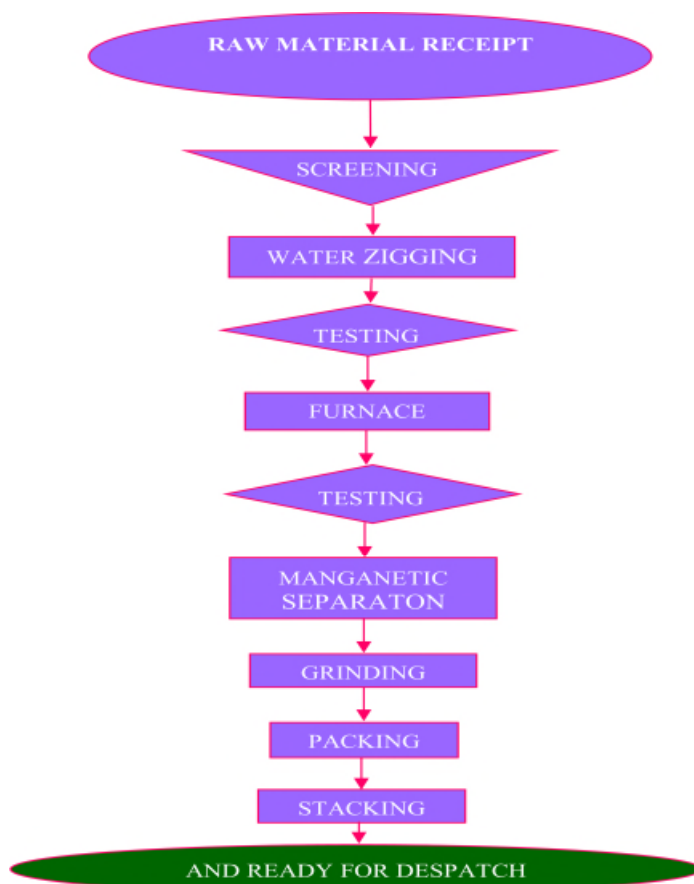 RAW MATERIAL RECEIPT
SCREENING
WATER ZIGGING
TESTING
FURNACE
TESTING
MANGANETIC
SEPARATON
GRINDING
PACKING
STACKING
AND READY FOR DESPATCH